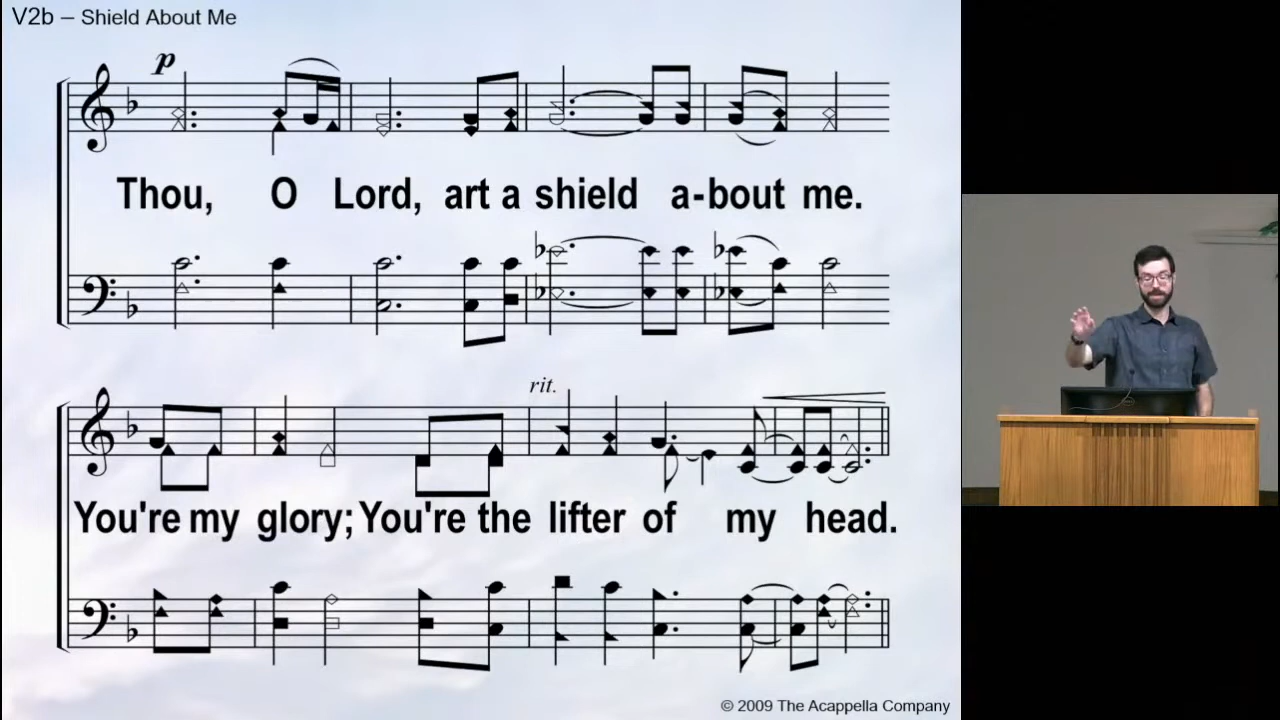 V2b – Shield About Me
p
Thou, O Lord, art a shield a-bout me.
rit.
You're my glory; You're the lifter of my head.
© 2009 The Acappella Company